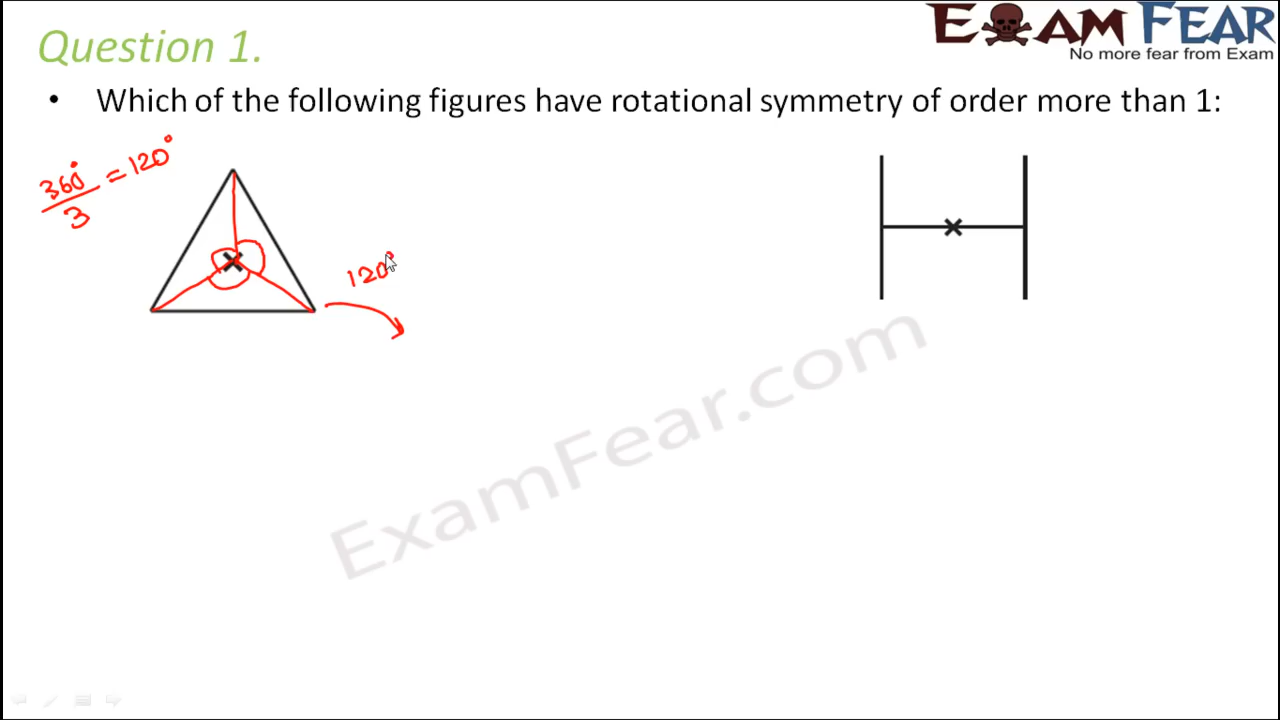 EXAM FEAR
No more fear from Exam
Question 1.
• Which of the following figures have rotational symmetry of order more than 1:
360°/3 = 120°
120°
ExamFear.com